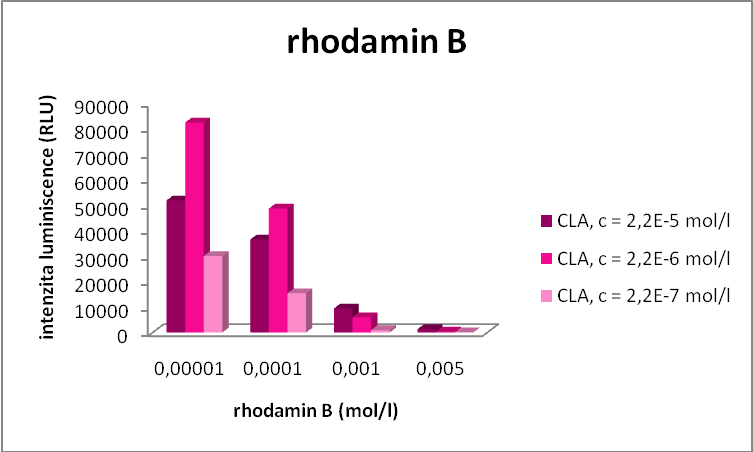 rhodamin B
intenzita luminiscence (RLU)
90000
80000
70000
60000
50000
40000
30000
20000
10000
0
0,00001 0,0001 0,001 0,005
rhodamin B (mol/l)
CLA, c = 2,2E-5 mol/l
CLA, c = 2,2E-6 mol/l
CLA, c = 2,2E-7 mol/l